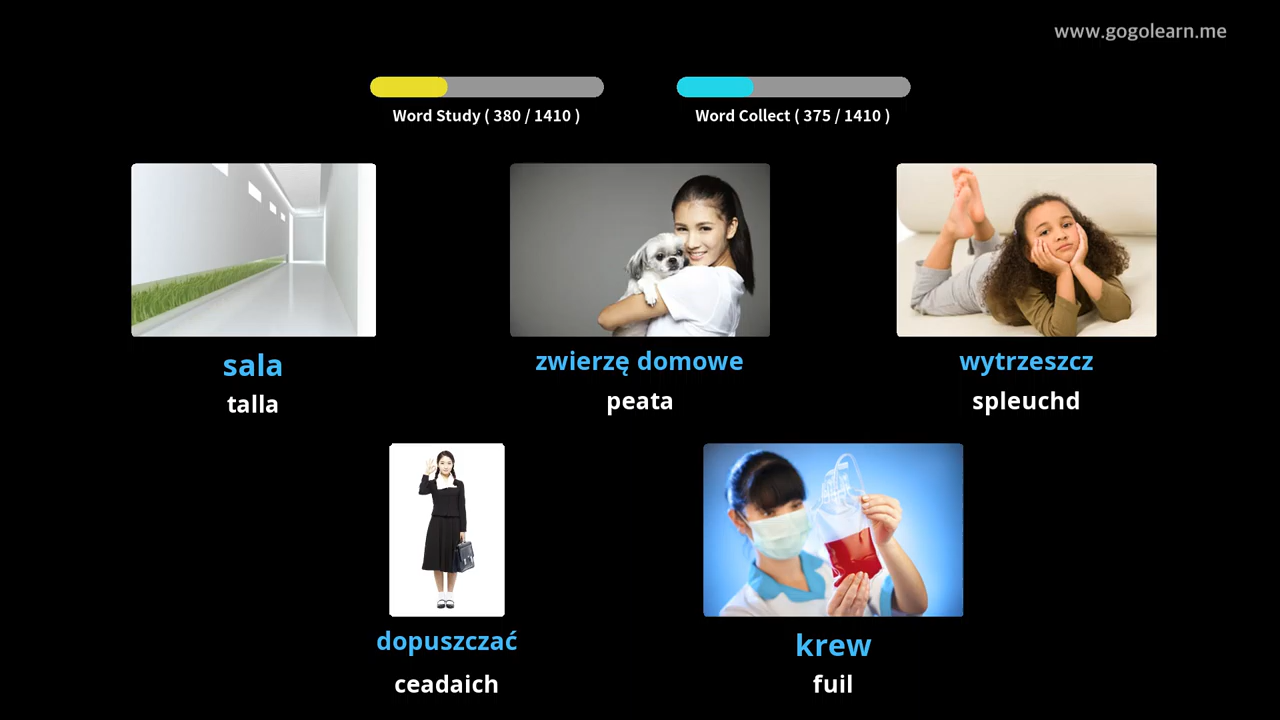 www.gogolearn.me
Word Study ( 380 / 1410 )
Word Collect ( 375 / 1410 )
sala
talla
zwierzę domowe
peata
wytrzeszcz
spleuchd
dopuszczać
ceadaich
krew
fuil